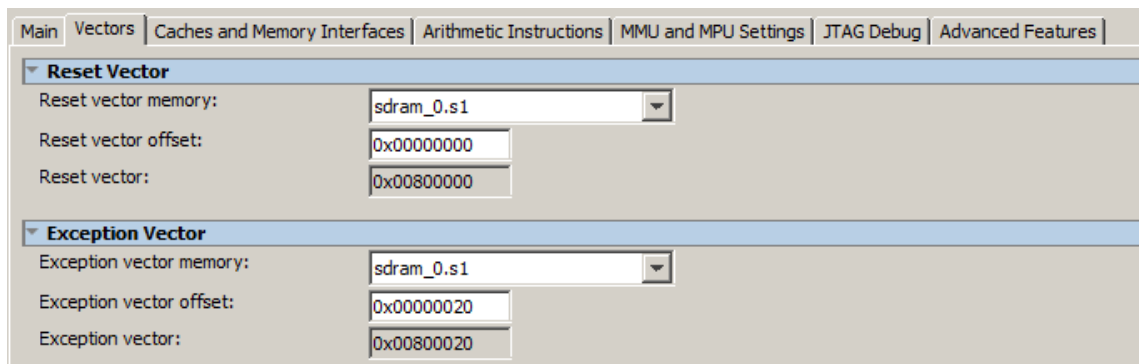 Main Vectors Caches and Memory Interfaces Arithmetic Instructions MMU and MPU Settings JTAG Debug Advanced Features
Reset Vector
Reset vector memory: sdram_0.s1
Reset vector offset: 0x00000000
Reset vector: 0x00800000
Exception Vector
Exception vector memory: sdram_0.s1
Exception vector offset: 0x00000020
Exception vector: 0x00800020